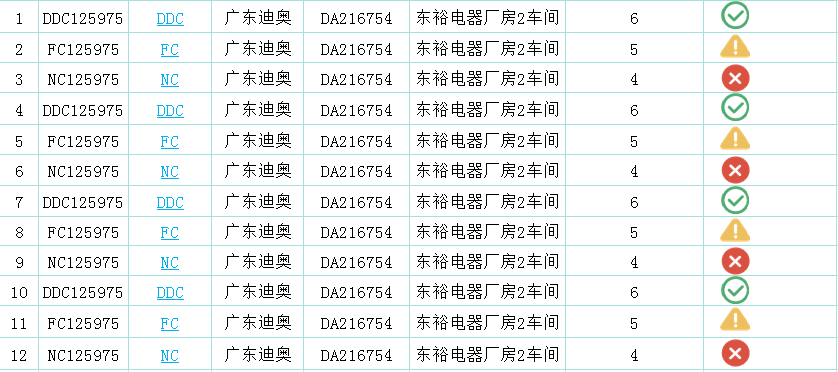 1 DDC125975 DDC 广东迪奥 DA216754 东裕电器厂房2车间 6
2 FC125975 FC 广东迪奥 DA216754 东裕电器厂房2车间 5
3 NC125975 NC 广东迪奥 DA216754 东裕电器厂房2车间 4
4 DDC125975 DDC 广东迪奥 DA216754 东裕电器厂房2车间 6
5 FC125975 FC 广东迪奥 DA216754 东裕电器厂房2车间 5
6 NC125975 NC 广东迪奥 DA216754 东裕电器厂房2车间 4
7 DDC125975 DDC 广东迪奥 DA216754 东裕电器厂房2车间 6
8 FC125975 FC 广东迪奥 DA216754 东裕电器厂房2车间 5
9 NC125975 NC 广东迪奥 DA216754 东裕电器厂房2车间 4
10 DDC125975 DDC 广东迪奥 DA216754 东裕电器厂房2车间 6
11 FC125975 FC 广东迪奥 DA216754 东裕电器厂房2车间 5
12 NC125975 NC 广东迪奥 DA216754 东裕电器厂房2车间 4